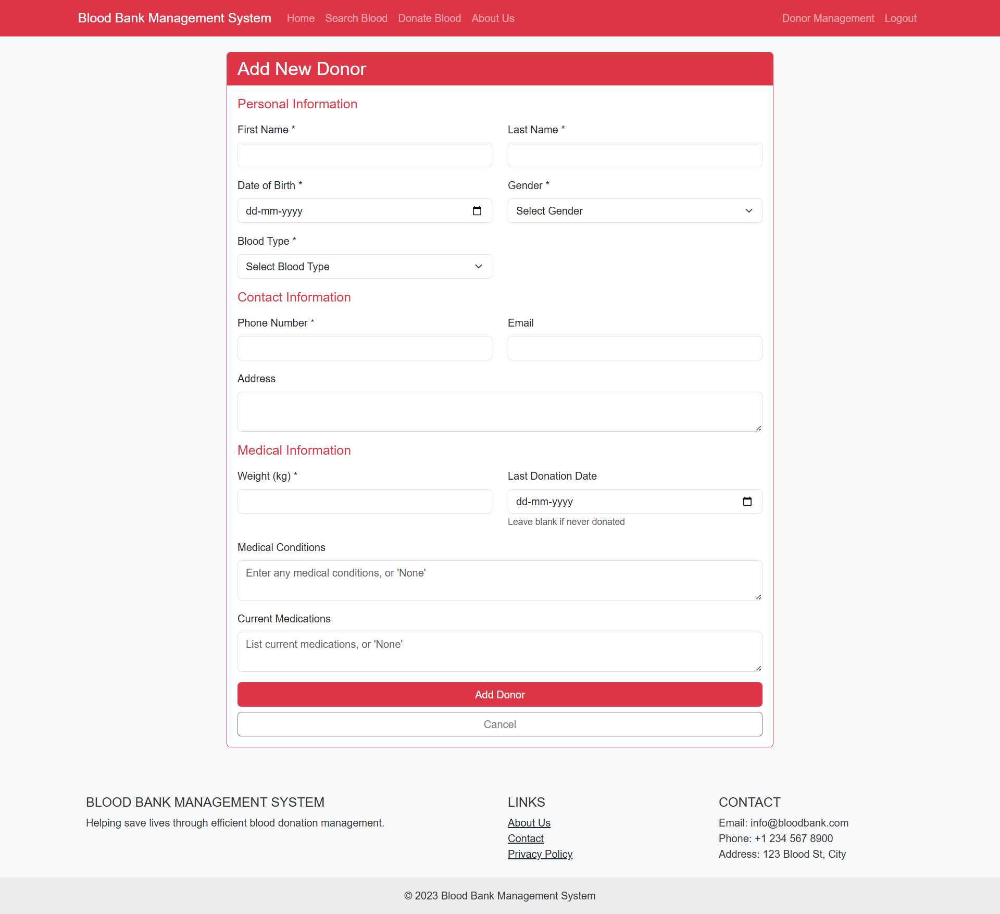 Blood Bank Management System Home Search Blood Donate Blood About Us Donor Management Logout
Add New Donor
Personal Information
First Name * Last Name *
Date of Birth * Gender *
dd-mm-yyyy Select Gender
Blood Type *
Select Blood Type
Contact Information
Phone Number * Email
Address
Medical Information
Weight (kg) * Last Donation Date
dd-mm-yyyy
Leave blank if never donated
Medical Conditions
Enter any medical conditions, or 'None'
Current Medications
List current medications, or 'None'
Add Donor
Cancel
BLOOD BANK MANAGEMENT SYSTEM
Helping save lives through efficient blood donation management.
LINKS
About Us
Contact
Privacy Policy
CONTACT
Email: info@bloodbank.com
Phone: +1 234 567 8900
Address: 123 Blood St, City
© 2023 Blood Bank Management System